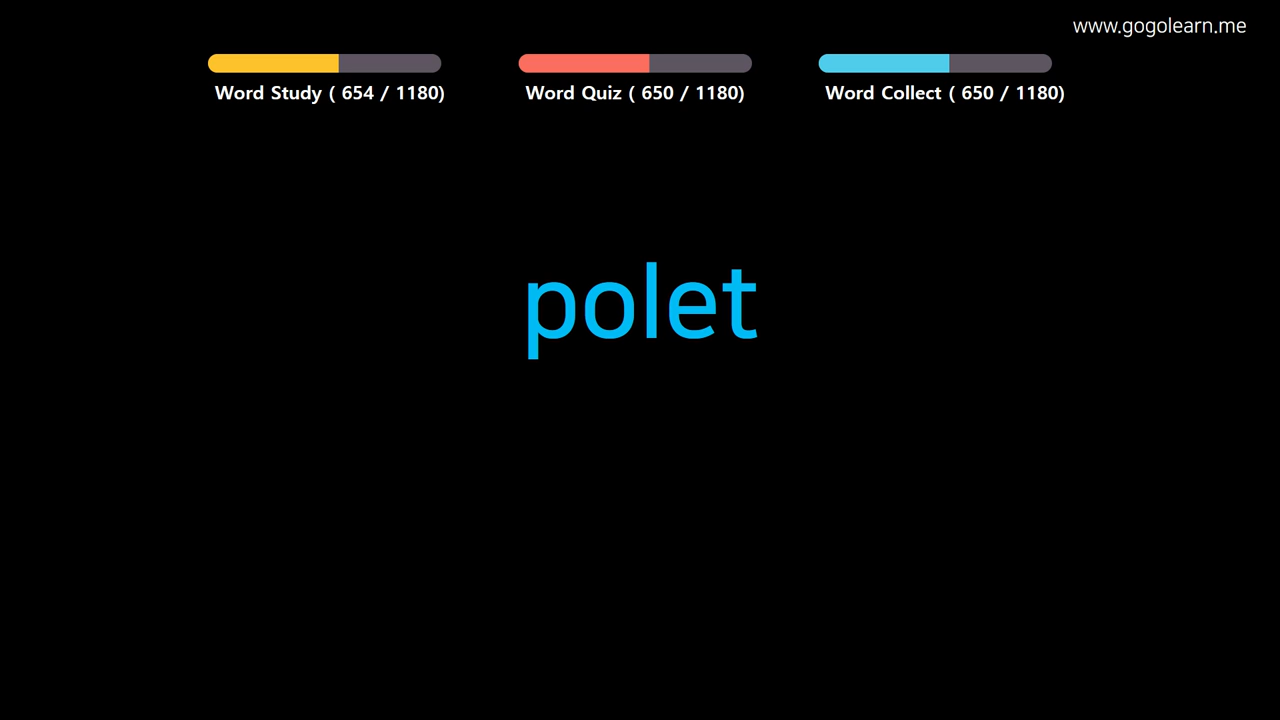 www.gogolearn.me
Word Study ( 654 / 1180)
Word Quiz ( 650 / 1180)
Word Collect ( 650 / 1180)
polet